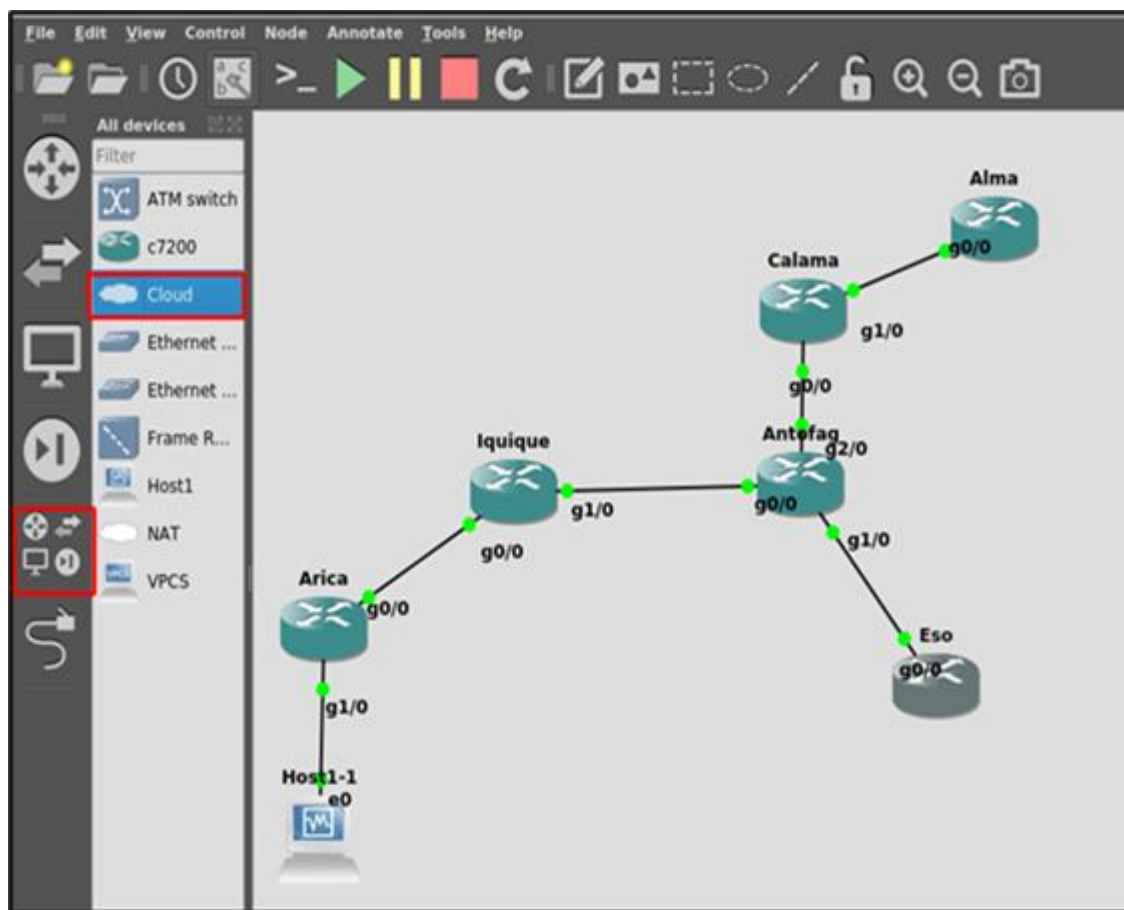 File Edit View Control Node Annotate Tools Help
All devices
Filter
ATM switch
c7200
Cloud
Ethernet ...
Ethernet ...
Frame R...
Host1
NAT
VPCS
Alma
g0/0
Calama
g1/0
g0/0
Antofag
g2/0
Iquique
g1/0
g0/0
g0/0
g1/0
Arica
g0/0
Eso
g0/0
g1/0
Host1-1
e0